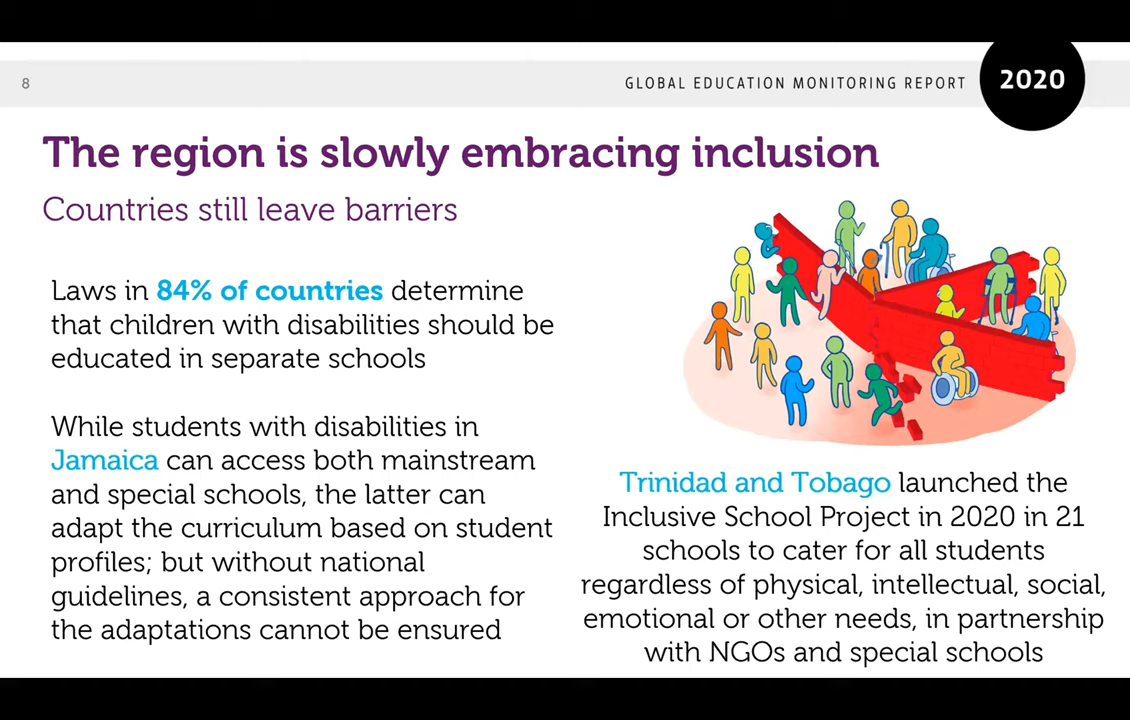 8
GLOBAL EDUCATION MONITORING REPORT
2020
The region is slowly embracing inclusion
Countries still leave barriers
Laws in 84% of countries determine
that children with disabilities should be
educated in separate schools
While students with disabilities in
Jamaica can access both mainstream
and special schools, the latter can
adapt the curriculum based on student
profiles; but without national
guidelines, a consistent approach for
the adaptations cannot be ensured
Trinidad and Tobago launched the
Inclusive School Project in 2020 in 21
schools to cater for all students
regardless of physical, intellectual, social,
emotional or other needs, in partnership
with NGOs and special schools